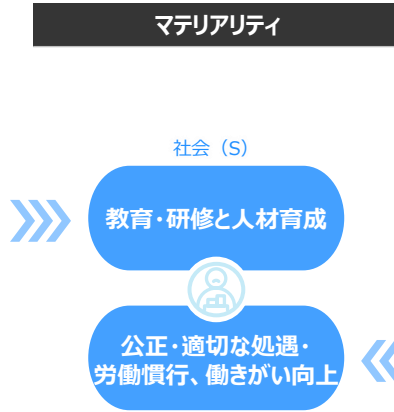 マテリアリティ
社会（S）
教育・研修と人材育成
公正・適切な処遇・
労働慣行、働きがい向上